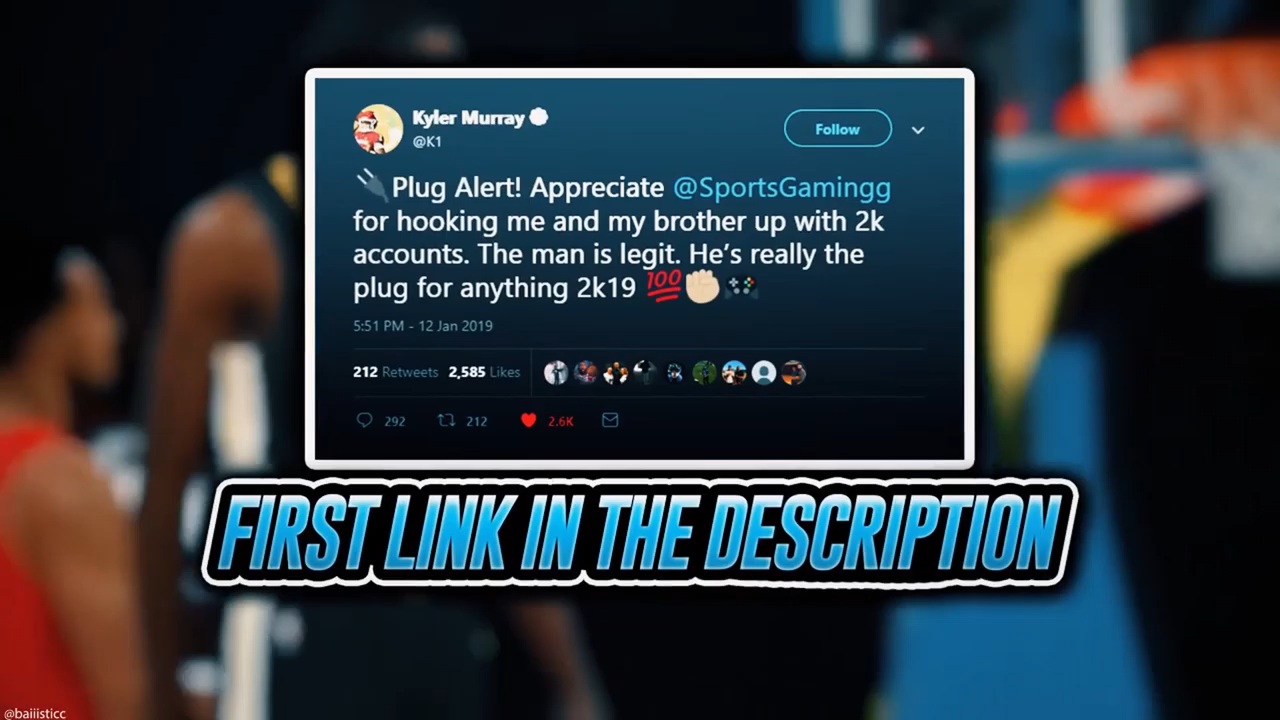 Kyler Murray
@K1
Follow
🔌Plug Alert! Appreciate @SportsGamingg
for hooking me and my brother up with 2k
accounts. The man is legit. He’s really the
plug for anything 2k19 💯✊🏼🎮
5:51 PM - 12 Jan 2019
212 Retweets 2,585 Likes
292 212 2.6K
FIRST LINK IN THE DESCRIPTION
@baiiisticc